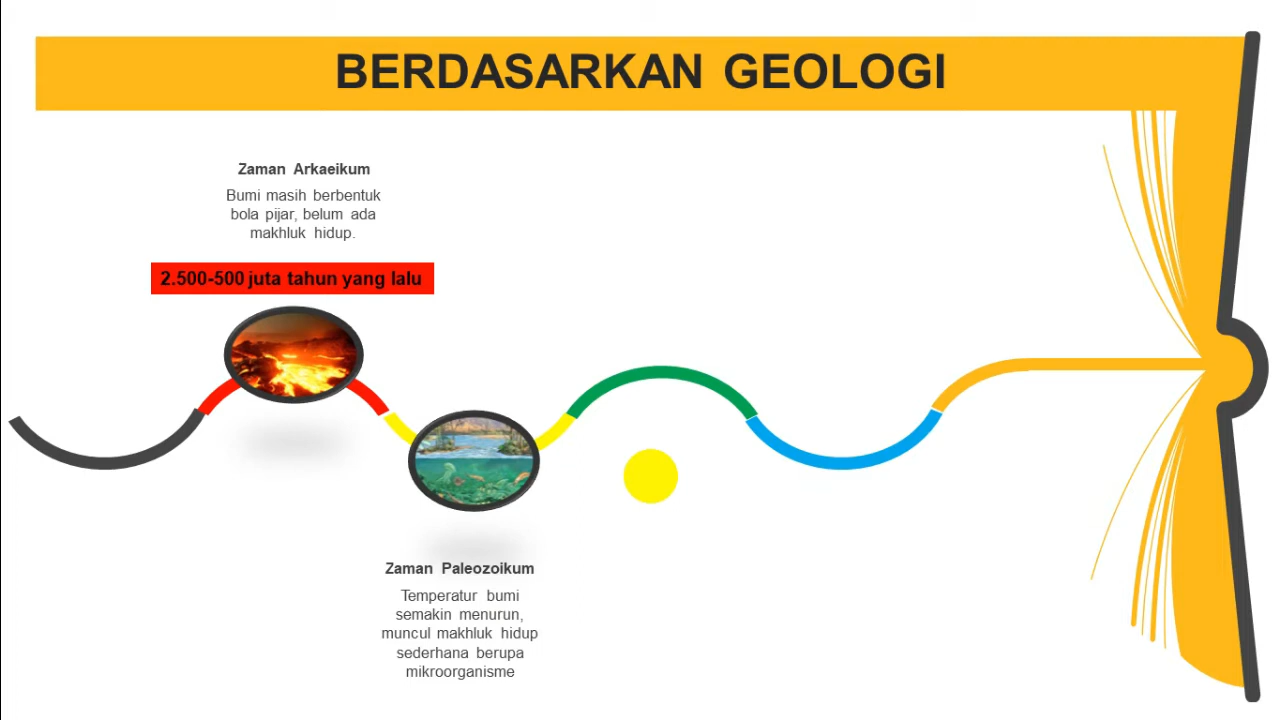 BERDASARKAN GEOLOGI
Zaman Arkaeikum
Bumi masih berbentuk
bola pijar, belum ada
makhluk hidup.
2.500-500 juta tahun yang lalu
Zaman Paleozoikum
Temperatur bumi
semakin menurun,
muncul makhluk hidup
sederhana berupa
mikroorganisme